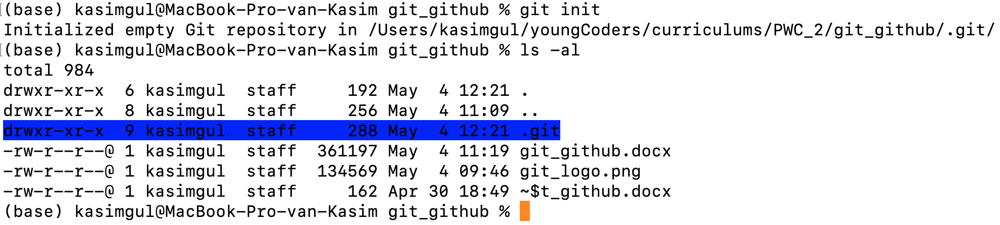 (base) kasimgul@MacBook-Pro-van-Kasim git_github % git init
Initialized empty Git repository in /Users/kasimgul/youngCoders/curriculums/PWC_2/git_github/.git/
(base) kasimgul@MacBook-Pro-van-Kasim git_github % ls -al
total 984
drwxr-xr-x  6 kasimgul  staff     192 May  4 12:21 .
drwxr-xr-x  8 kasimgul  staff     256 May  4 11:09 ..
drwxr-xr-x  9 kasimgul  staff     288 May  4 12:21 .git
-rw-r--r--@ 1 kasimgul  staff  361197 May  4 11:19 git_github.docx
-rw-r--r--@ 1 kasimgul  staff  134569 May  4 09:46 git_logo.png
-rw-r--r--@ 1 kasimgul  staff     162 Apr 30 18:49 ~$t_github.docx
(base) kasimgul@MacBook-Pro-van-Kasim git_github %